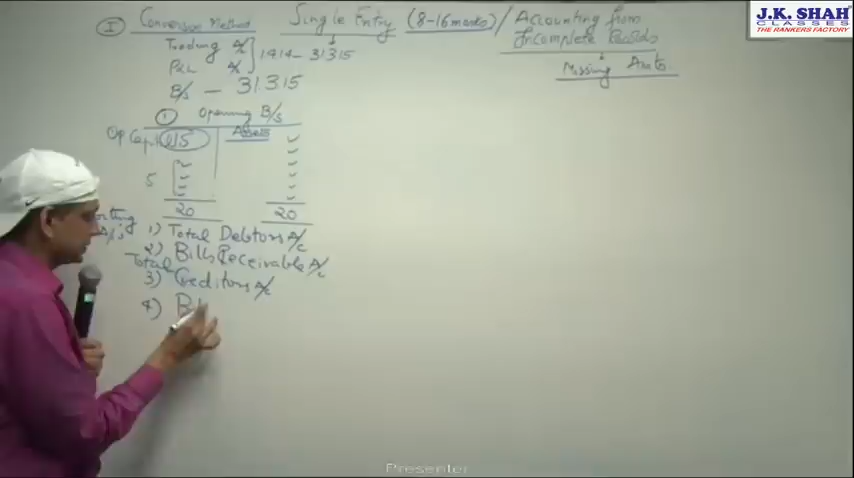 I Conversion Method Single Entry (8-16 marks) / Accounting from
Incomplete Records
Missing
Trading A/c
P&L A/c
1.4.14 - 31.3.15
B/s - 31.3.15
1 Opening B/s
Op Cap 15 Assets
5
20 20
1) Total Debtors A/c
2) Bills Receivable A/c
Total
3) Creditors A/c
4) Bi
J.K. SHAH®
CLASSES
THE RANKERS FACTORY
Presenter